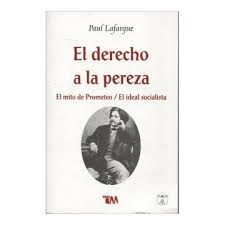 Paul Lafargue
El derecho
a la pereza
El mito de Prometeo / El ideal socialista
TM